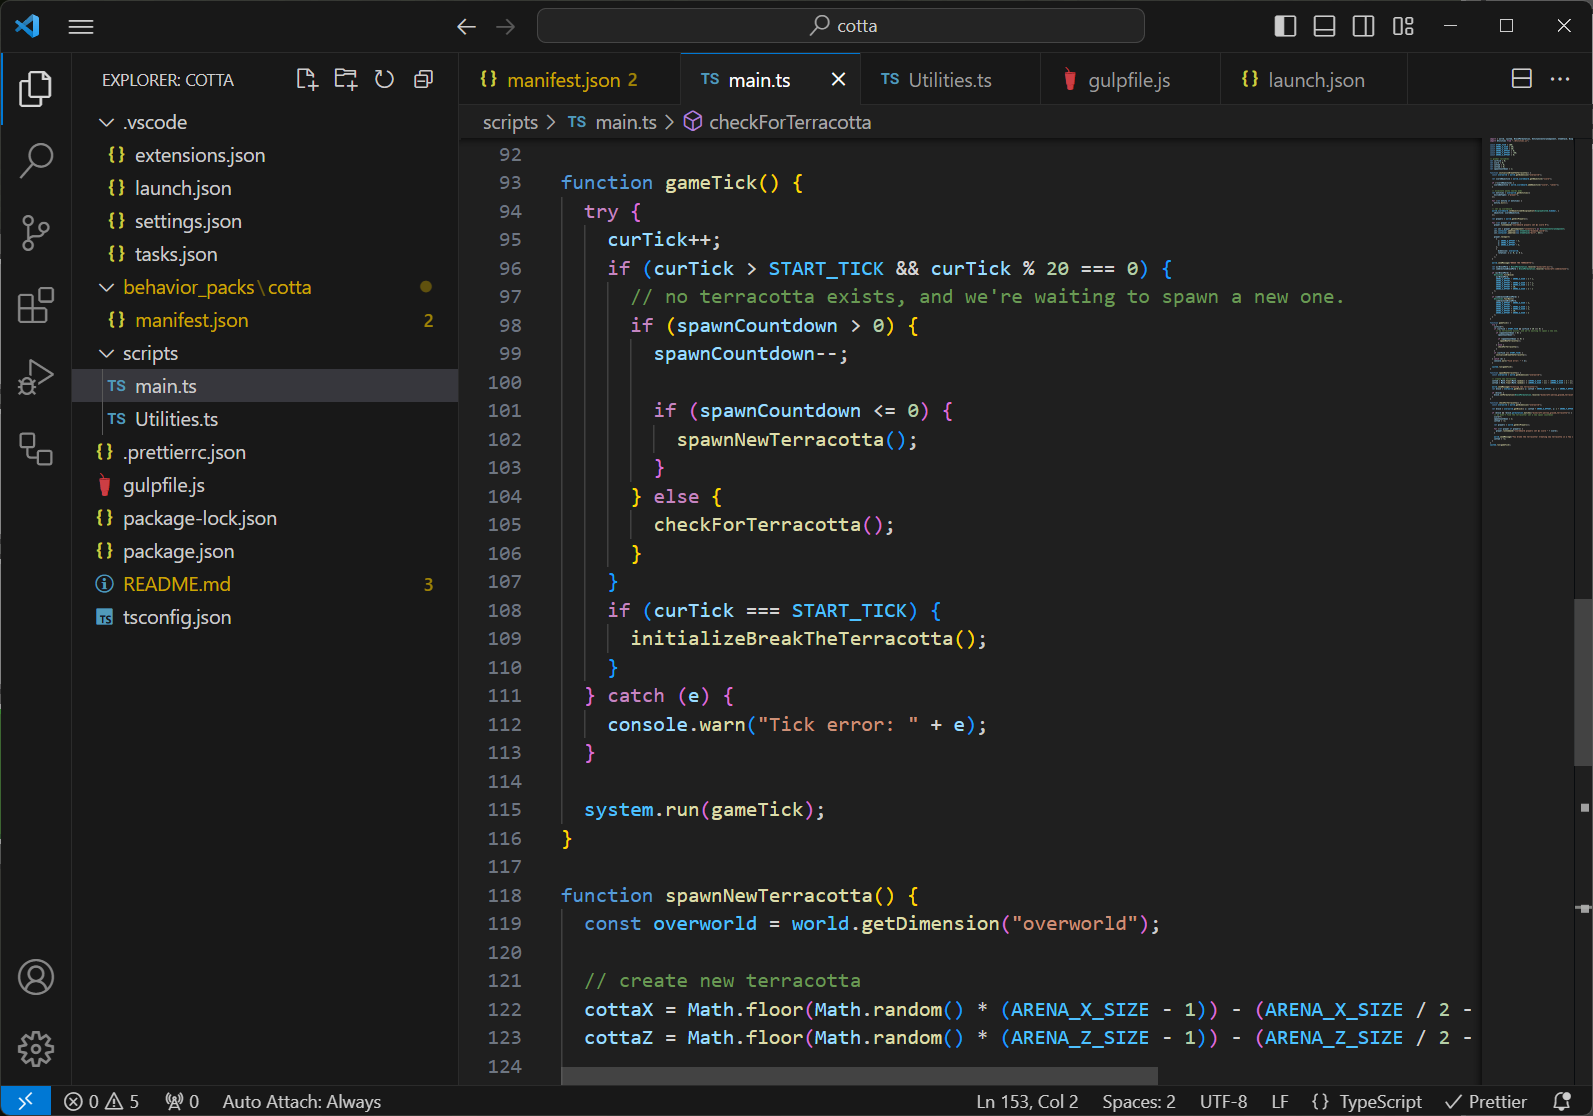 cotta
EXPLORER: COTTA
.vscode
{} extensions.json
{} launch.json
{} settings.json
{} tasks.json
behavior_packs\cotta
{} manifest.json 2
scripts
TS main.ts
TS Utilities.ts
{} .prettierrc.json
gulpfile.js
{} package-lock.json
{} package.json
README.md 3
TS tsconfig.json
{} manifest.json 2
TS main.ts
TS Utilities.ts
gulpfile.js
{} launch.json
scripts > TS main.ts > checkForTerracotta
92
93 function gameTick() {
94 try {
95 curTick++;
96 if (curTick > START_TICK && curTick % 20 === 0) {
97 // no terracotta exists, and we're waiting to spawn a new one.
98 if (spawnCountdown > 0) {
99 spawnCountdown--;
100
101 if (spawnCountdown <= 0) {
102 spawnNewTerracotta();
103 }
104 } else {
105 checkForTerracotta();
106 }
107 }
108 if (curTick === START_TICK) {
109 initializeBreakTheTerracotta();
110 }
111 } catch (e) {
112 console.warn("Tick error: " + e);
113 }
114
115 system.run(gameTick);
116 }
117
118 function spawnNewTerracotta() {
119 const overworld = world.getDimension("overworld");
120
121 // create new terracotta
122 cottaX = Math.floor(Math.random() * (ARENA_X_SIZE - 1)) - (ARENA_X_SIZE / 2 -
123 cottaZ = Math.floor(Math.random() * (ARENA_Z_SIZE - 1)) - (ARENA_Z_SIZE / 2 -
124
0 5 0 Auto Attach: Always Ln 153, Col 2 Spaces: 2 UTF-8 LF {} TypeScript Prettier